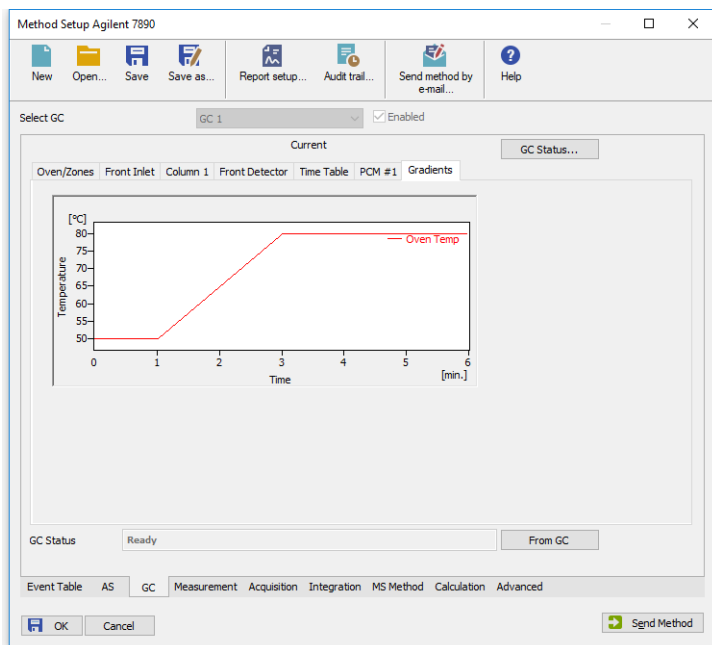 Method Setup Agilent 7890
New Open... Save Save as... Report setup... Audit trail... Send method by e-mail... Help
Select GC GC 1 Enabled
Current GC Status...
Oven/Zones Front Inlet Column 1 Front Detector Time Table PCM #1 Gradients
[°C]
80
75
70
65
60
55
50
Temperature
Oven Temp
0 1 2 3 4 5 6
Time [min.]
GC Status Ready From GC
Event Table AS GC Measurement Acquisition Integration MS Method Calculation Advanced
OK Cancel Send Method